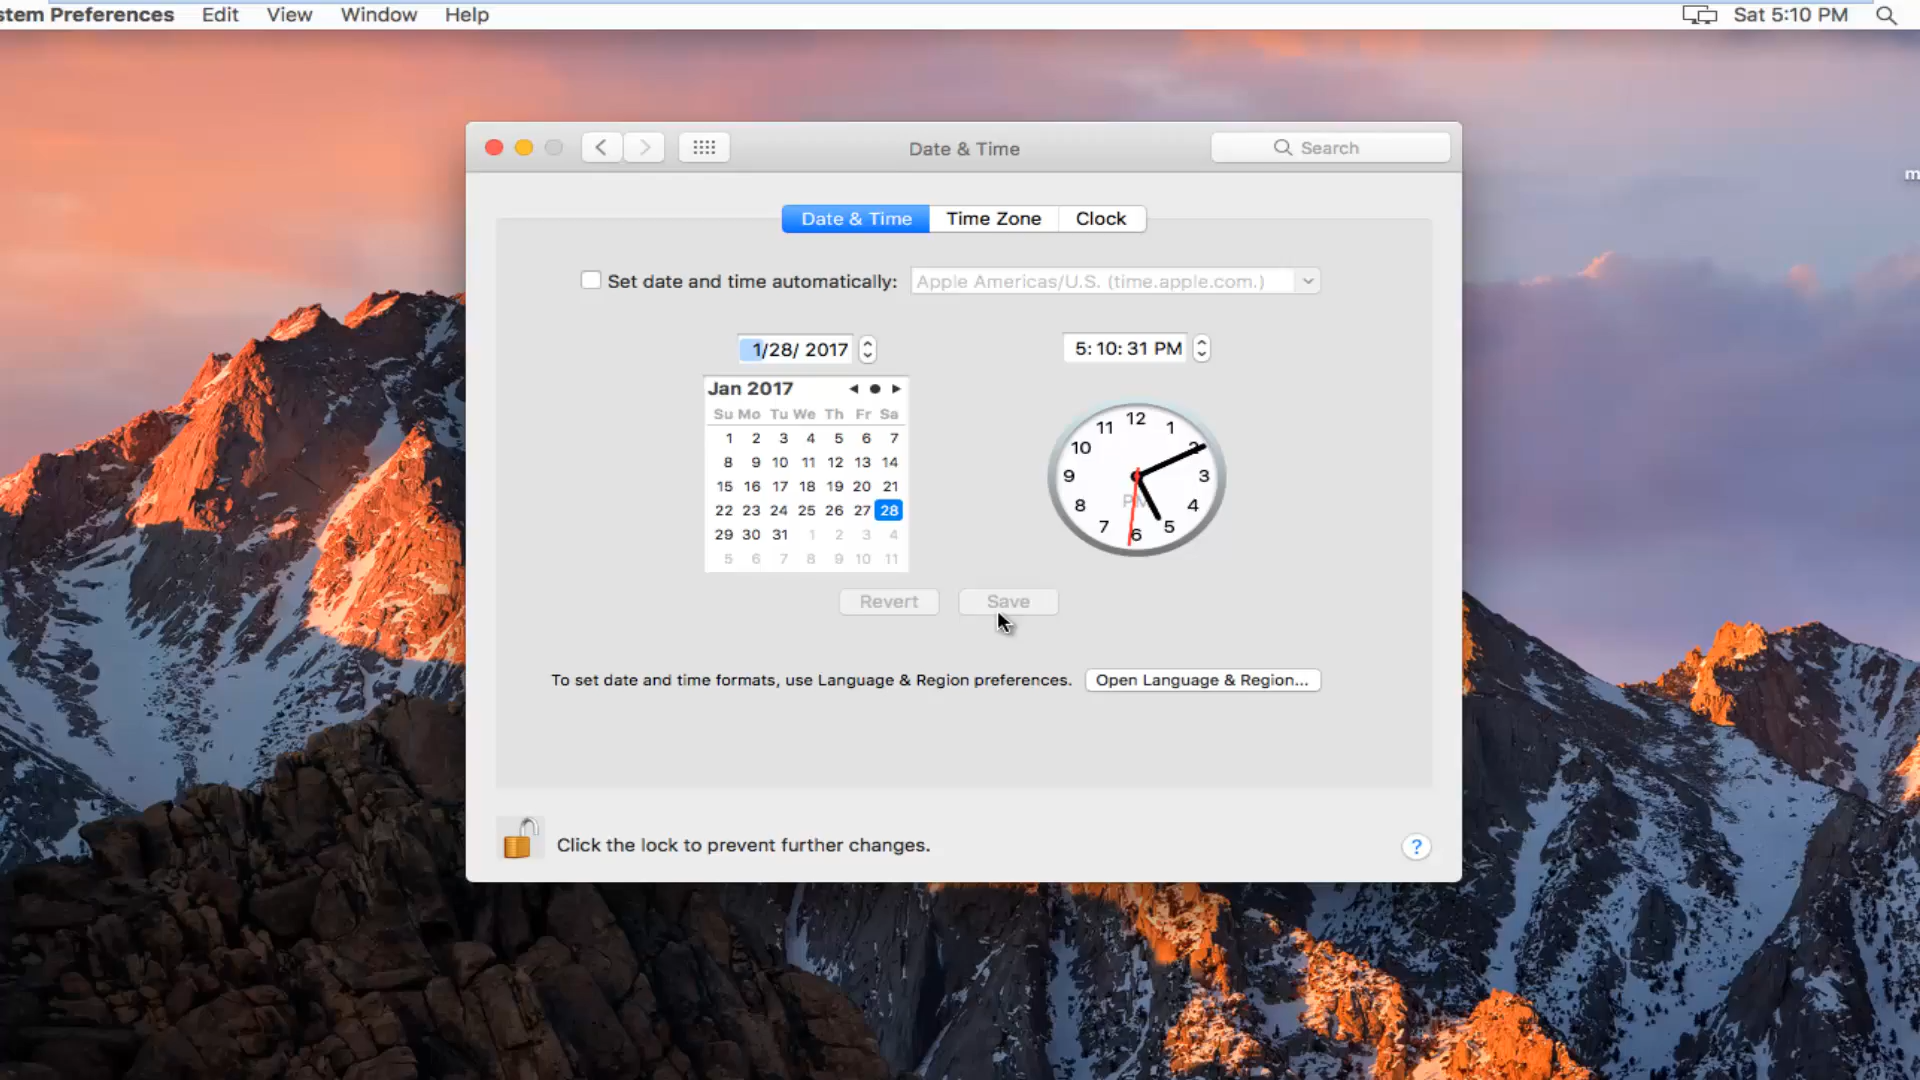 stem Preferences Edit View Window Help Sat 5:10 PM
m
Date & Time Search
Date & Time Time Zone Clock
Set date and time automatically: Apple Americas/U.S. (time.apple.com.)
1/28/ 2017 5: 10: 31 PM
Jan 2017
Su Mo Tu We Th Fr Sa
1 2 3 4 5 6 7
8 9 10 11 12 13 14
15 16 17 18 19 20 21
22 23 24 25 26 27 28
29 30 31 1 2 3 4
5 6 7 8 9 10 11
12 1 2 3 4 5 6 7 8 9 10 11
PM
Revert Save
To set date and time formats, use Language & Region preferences. Open Language & Region...
Click the lock to prevent further changes. ?